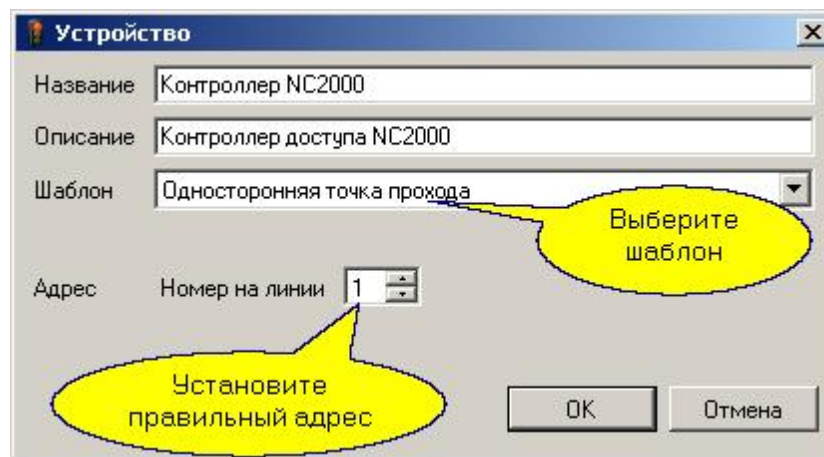 Устройство
Название Контроллер NC2000
Описание Контроллер доступа NC2000
Шаблон Односторонняя точка прохода
Выберите
шаблон
Адрес Номер на линии 1
Установите
правильный адрес
OK Отмена